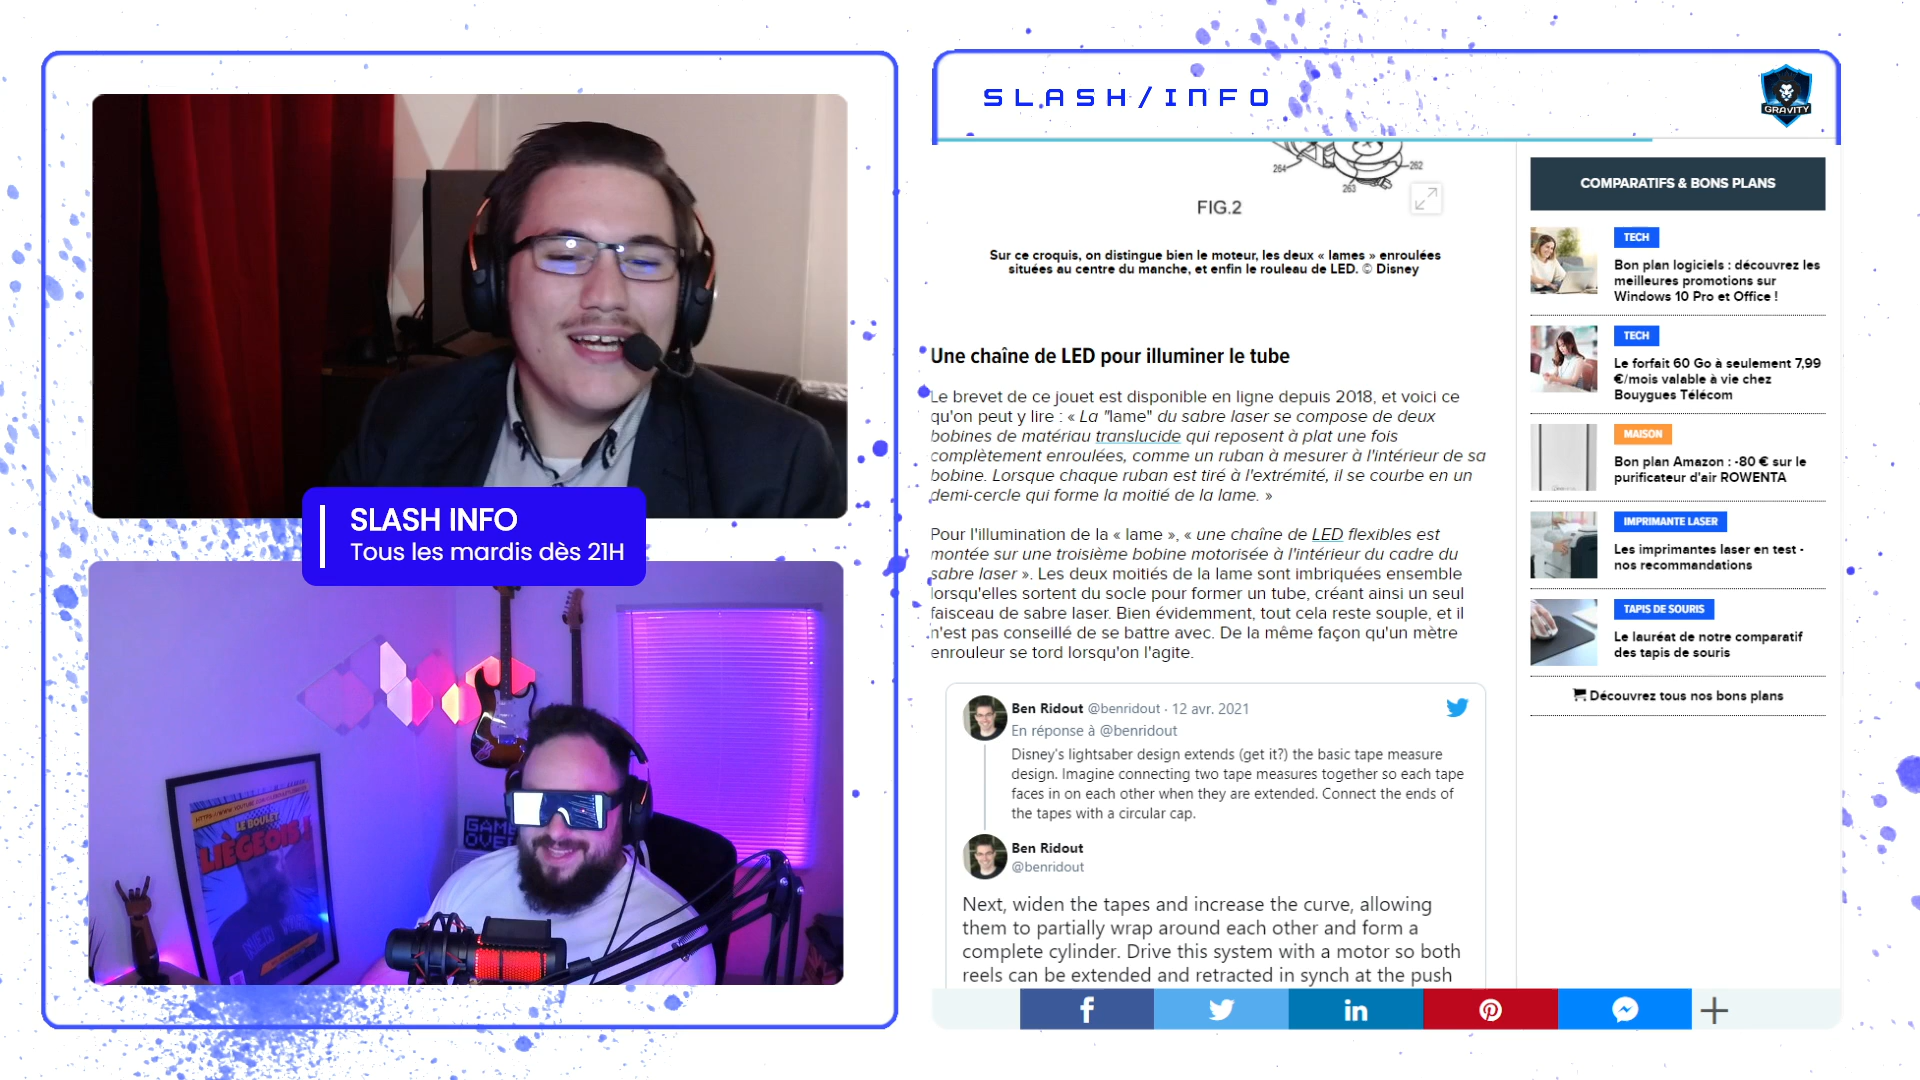 SLASH INFO
Tous les mardis dès 21H
LE BOULET
LIÈGEOIS !
GAME
OVER
SLASH/INFO
GRAVITY
264
262
263
FIG.2
Sur ce croquis, on distingue bien le moteur, les deux « lames » enroulées
situées au centre du manche, et enfin le rouleau de LED. © Disney
Une chaîne de LED pour illuminer le tube
Le brevet de ce jouet est disponible en ligne depuis 2018, et voici ce
qu'on peut y lire : « La "lame" du sabre laser se compose de deux
bobines de matériau translucide qui reposent à plat une fois
complètement enroulées, comme un ruban à mesurer à l'intérieur de sa
bobine. Lorsque chaque ruban est tiré à l'extrémité, il se courbe en un
demi-cercle qui forme la moitié de la lame. »
Pour l'illumination de la « lame », « une chaîne de LED flexibles est
montée sur une troisième bobine motorisée à l'intérieur du cadre du
sabre laser ». Les deux moitiés de la lame sont imbriquées ensemble
lorsqu'elles sortent du socle pour former un tube, créant ainsi un seul
faisceau de sabre laser. Bien évidemment, tout cela reste souple, et il
n'est pas conseillé de se battre avec. De la même façon qu'un mètre
enrouleur se tord lorsqu'on l'agite.
Ben Ridout @benridout · 12 avr. 2021
En réponse à @benridout
Disney's lightsaber design extends (get it?) the basic tape measure
design. Imagine connecting two tape measures together so each tape
faces in on each other when they are extended. Connect the ends of
the tapes with a circular cap.
Ben Ridout
@benridout
Next, widen the tapes and increase the curve, allowing
them to partially wrap around each other and form a
complete cylinder. Drive this system with a motor so both
reels can be extended and retracted in synch at the push
COMPARATIFS & BONS PLANS
TECH
Bon plan logiciels : découvrez les
meilleures promotions sur
Windows 10 Pro et Office !
TECH
Le forfait 60 Go à seulement 7,99
€/mois valable à vie chez
Bouygues Télécom
MAISON
Bon plan Amazon : -80 € sur le
purificateur d'air ROWENTA
IMPRIMANTE LASER
Les imprimantes laser en test -
nos recommandations
TAPIS DE SOURIS
Le lauréat de notre comparatif
des tapis de souris
Découvrez tous nos bons plans